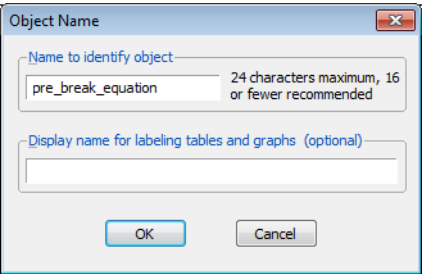 Object Name
Name to identify object
pre_break_equation
24 characters maximum, 16
or fewer recommended
Display name for labeling tables and graphs (optional)
OK Cancel